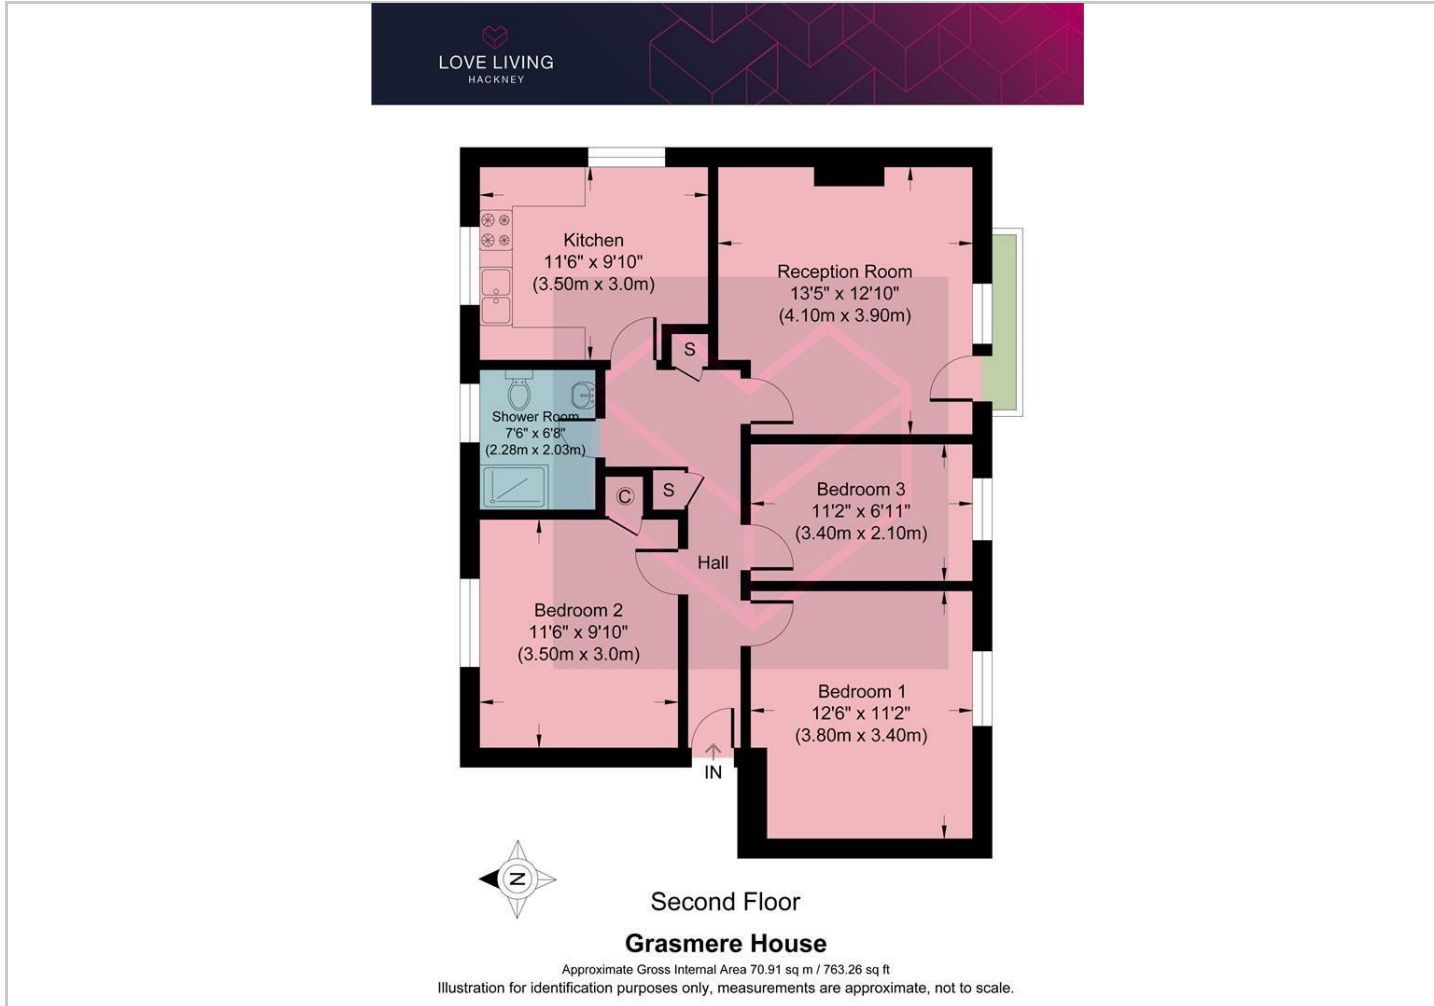 LOVE LIVING
HACKNEY
Kitchen
11'6" x 9'10"
(3.50m x 3.0m)
Reception Room
13'5" x 12'10"
(4.10m x 3.90m)
S
Shower Room
7'6" x 6'8"
(2.28m x 2.03m)
C
S
Bedroom 3
11'2" x 6'11"
(3.40m x 2.10m)
Hall
Bedroom 2
11'6" x 9'10"
(3.50m x 3.0m)
Bedroom 1
12'6" x 11'2"
(3.80m x 3.40m)
IN
N
Second Floor
Grasmere House
Approximate Gross Internal Area 70.91 sq m / 763.26 sq ft
Illustration for identification purposes only, measurements are approximate, not to scale.